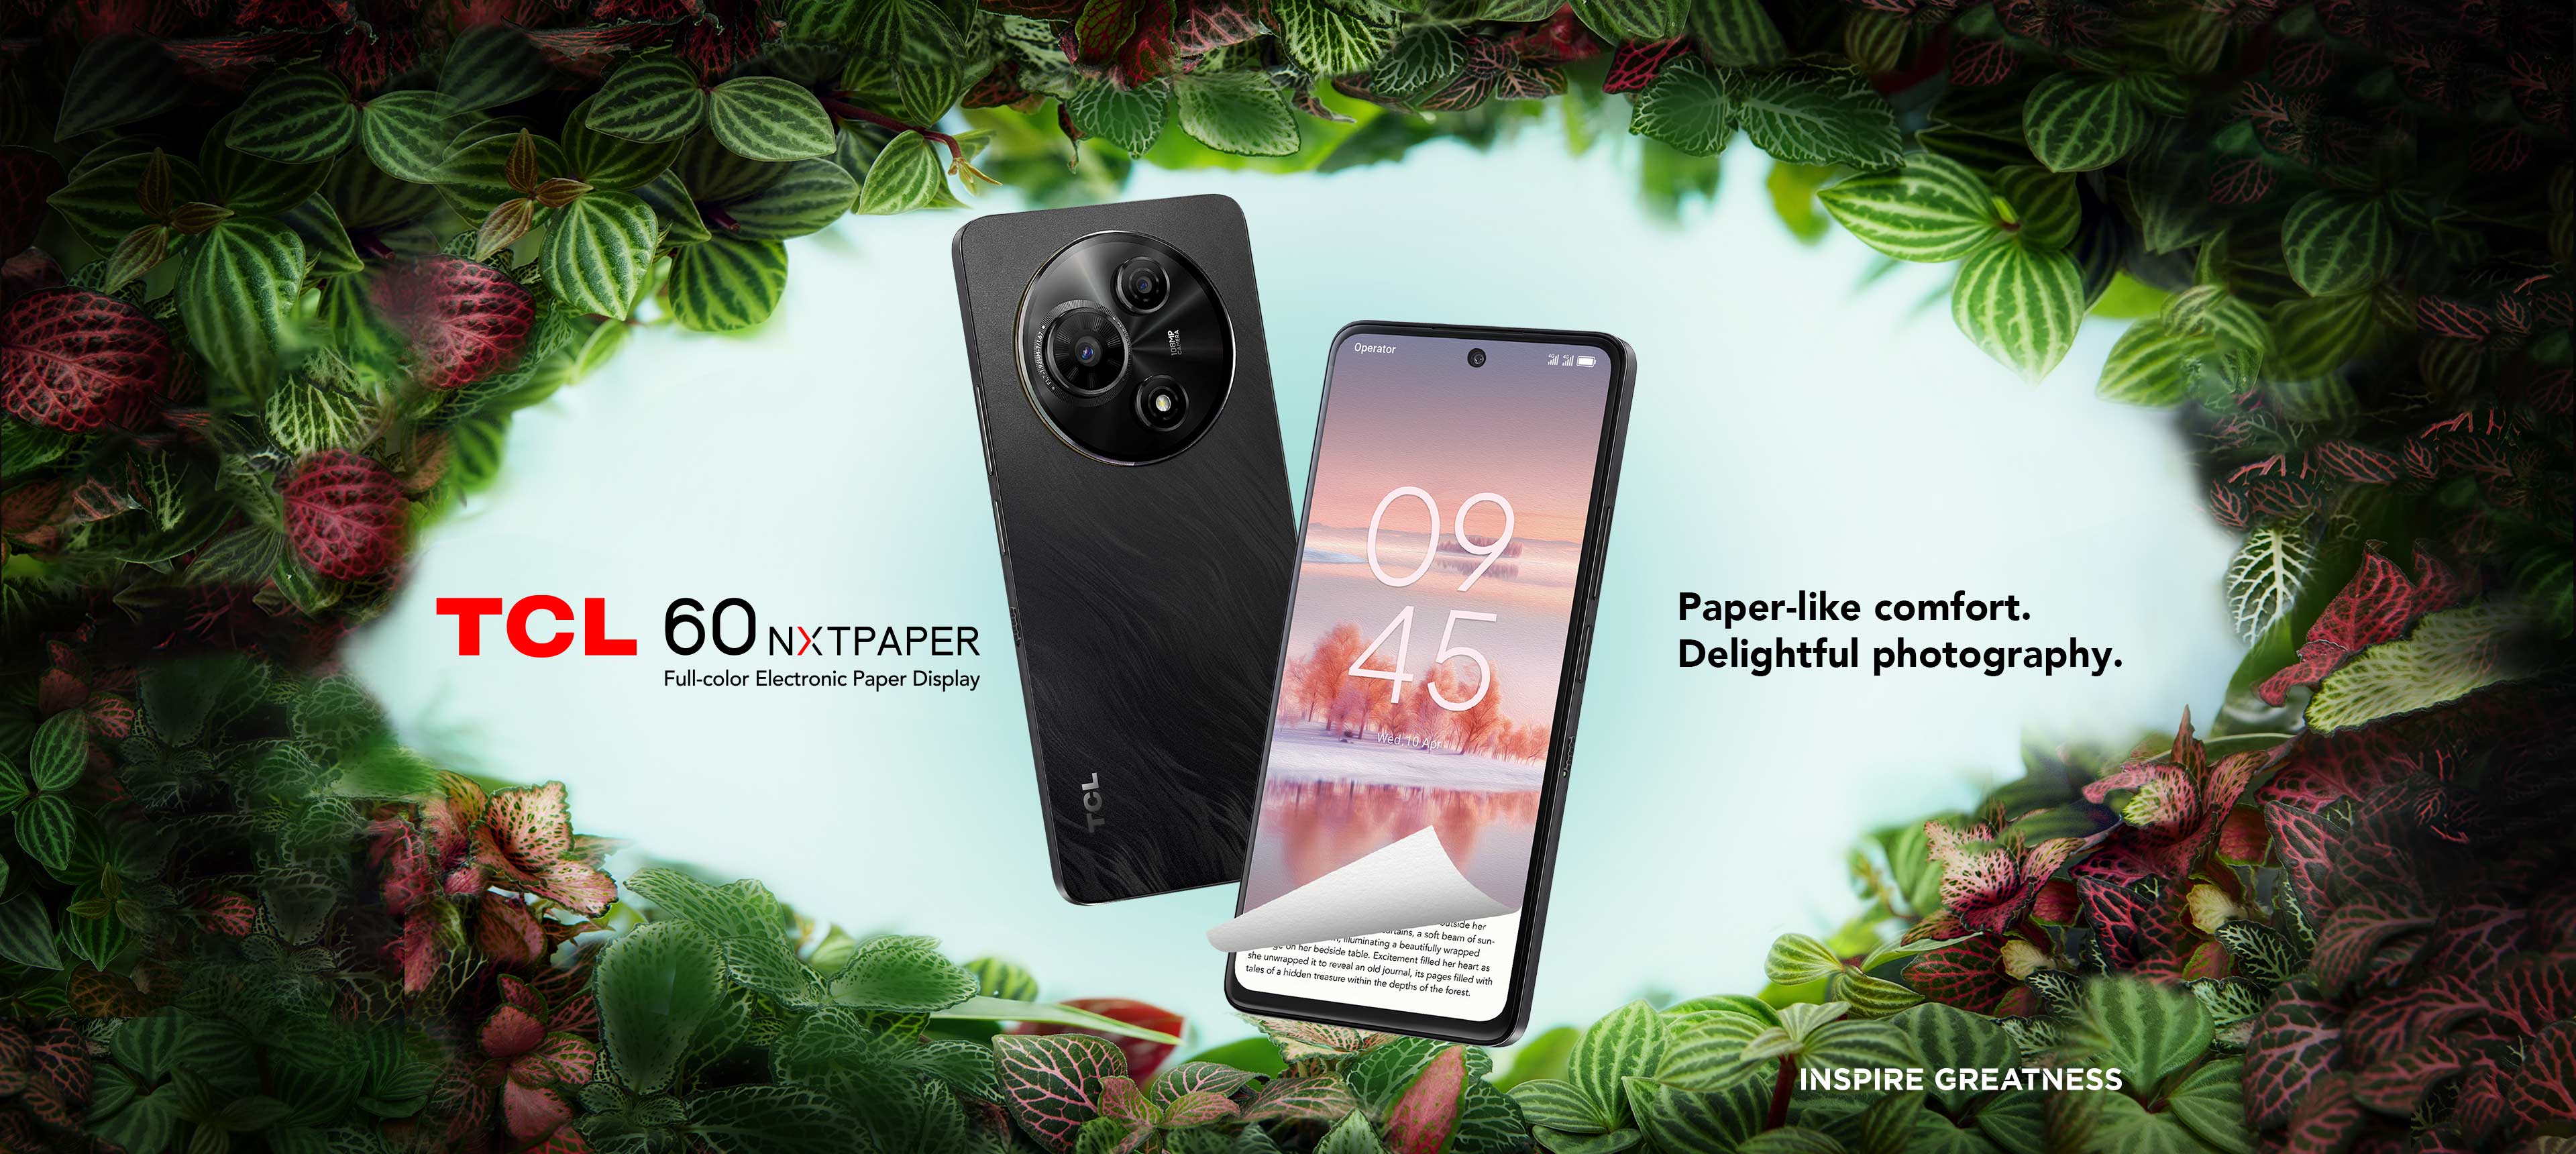 TCL 60 NXTPAPER
Full-color Electronic Paper Display
108MP
CAMERA
TCL
Operator
09
45
Wed, 10 Apr
outside her
a soft beam of sun-
illuminating a beautifully wrapped
on her bedside table. Excitement filled her heart as
she unwrapped it to reveal an old journal, its pages filled with
tales of a hidden treasure within the depths of the forest.
Paper-like comfort.
Delightful photography.
INSPIRE GREATNESS